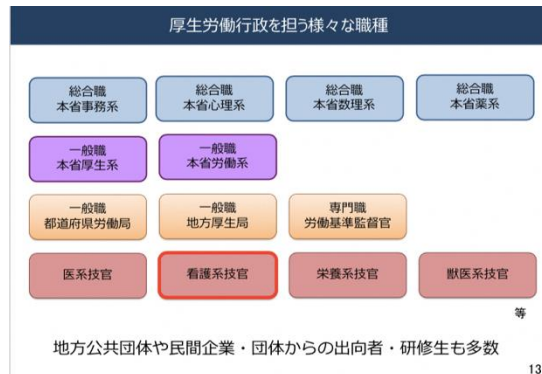 厚生労働行政を担う様々な職種
総合職
本省事務系
総合職
本省心理系
総合職
本省数理系
総合職
本省薬系
一般職
本省厚生系
一般職
本省労働系
一般職
都道府県労働局
一般職
地方厚生局
専門職
労働基準監督官
医系技官
看護系技官
栄養系技官
獣医系技官
等
地方公共団体や民間企業・団体からの出向者・研修生も多数
13